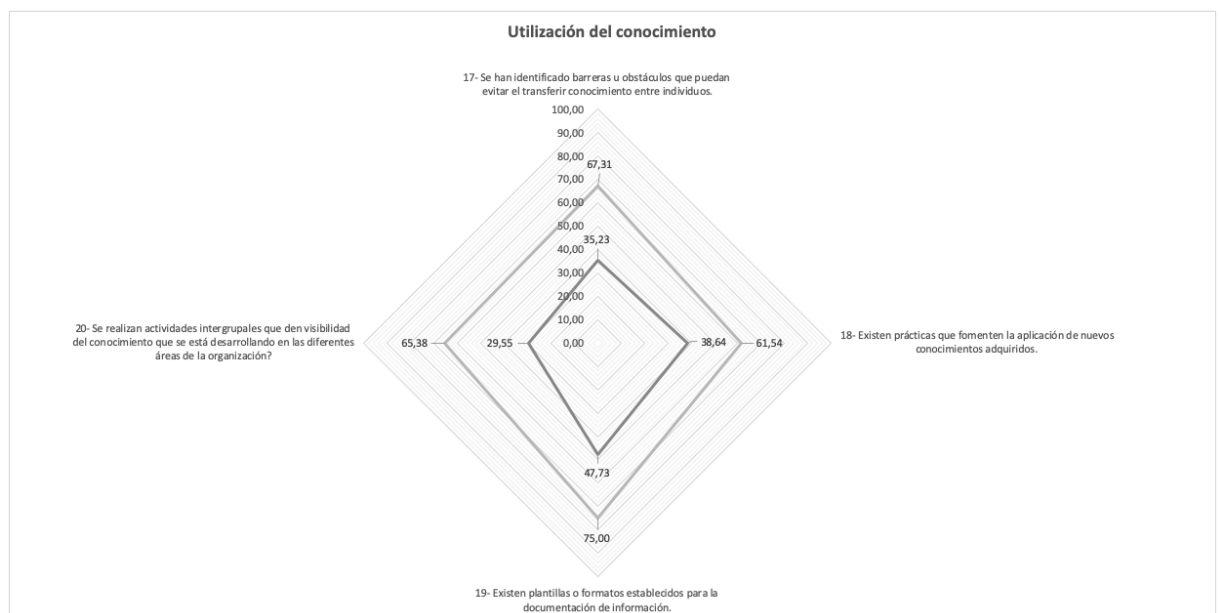 Utilización del conocimiento
17- Se han identificado barreras u obstáculos que puedan
evitar el transferir conocimiento entre individuos.
100,00
90,00
80,00
67,31
70,00
60,00
50,00
35,23
40,00
30,00
20,00
10,00
0,00
20- Se realizan actividades intergrupales que den visibilidad
del conocimiento que se está desarrollando en las diferentes
áreas de la organización?
65,38
29,55
38,64
61,54
18- Existen prácticas que fomenten la aplicación de nuevos
conocimientos adquiridos.
47,73
75,00
19- Existen plantillas o formatos establecidos para la
documentación de información.